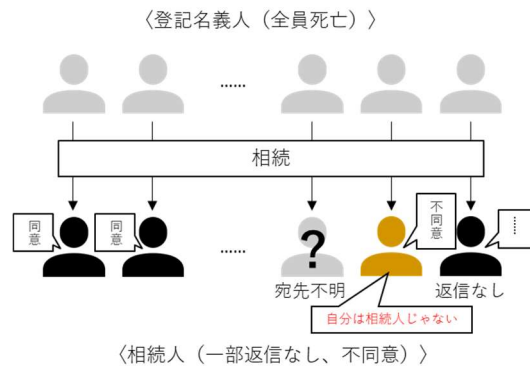 〈登記名義人（全員死亡）〉
……
相続
同意
同意
……
?
不同意
……
宛先不明
返信なし
自分は相続人じゃない
〈相続人（一部返信なし、不同意）〉